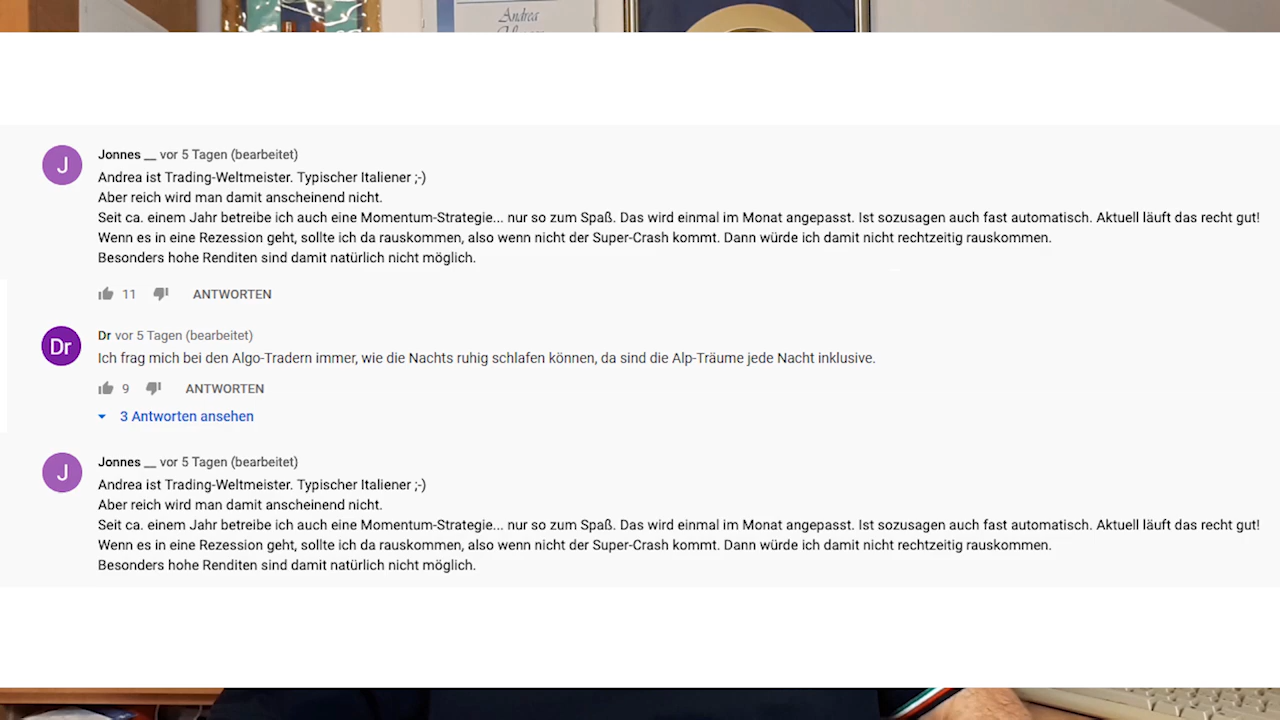 Andrea
J
Jonnes __ vor 5 Tagen (bearbeitet)
Andrea ist Trading-Weltmeister. Typischer Italiener ;-)
Aber reich wird man damit anscheinend nicht.
Seit ca. einem Jahr betreibe ich auch eine Momentum-Strategie... nur so zum Spaß. Das wird einmal im Monat angepasst. Ist sozusagen auch fast automatisch. Aktuell läuft das recht gut!
Wenn es in eine Rezession geht, sollte ich da rauskommen, also wenn nicht der Super-Crash kommt. Dann würde ich damit nicht rechtzeitig rauskommen.
Besonders hohe Renditen sind damit natürlich nicht möglich.
11 ANTWORTEN
Dr
Dr vor 5 Tagen (bearbeitet)
Ich frag mich bei den Algo-Tradern immer, wie die Nachts ruhig schlafen können, da sind die Alp-Träume jede Nacht inklusive.
9 ANTWORTEN
3 Antworten ansehen
J
Jonnes __ vor 5 Tagen (bearbeitet)
Andrea ist Trading-Weltmeister. Typischer Italiener ;-)
Aber reich wird man damit anscheinend nicht.
Seit ca. einem Jahr betreibe ich auch eine Momentum-Strategie... nur so zum Spaß. Das wird einmal im Monat angepasst. Ist sozusagen auch fast automatisch. Aktuell läuft das recht gut!
Wenn es in eine Rezession geht, sollte ich da rauskommen, also wenn nicht der Super-Crash kommt. Dann würde ich damit nicht rechtzeitig rauskommen.
Besonders hohe Renditen sind damit natürlich nicht möglich.